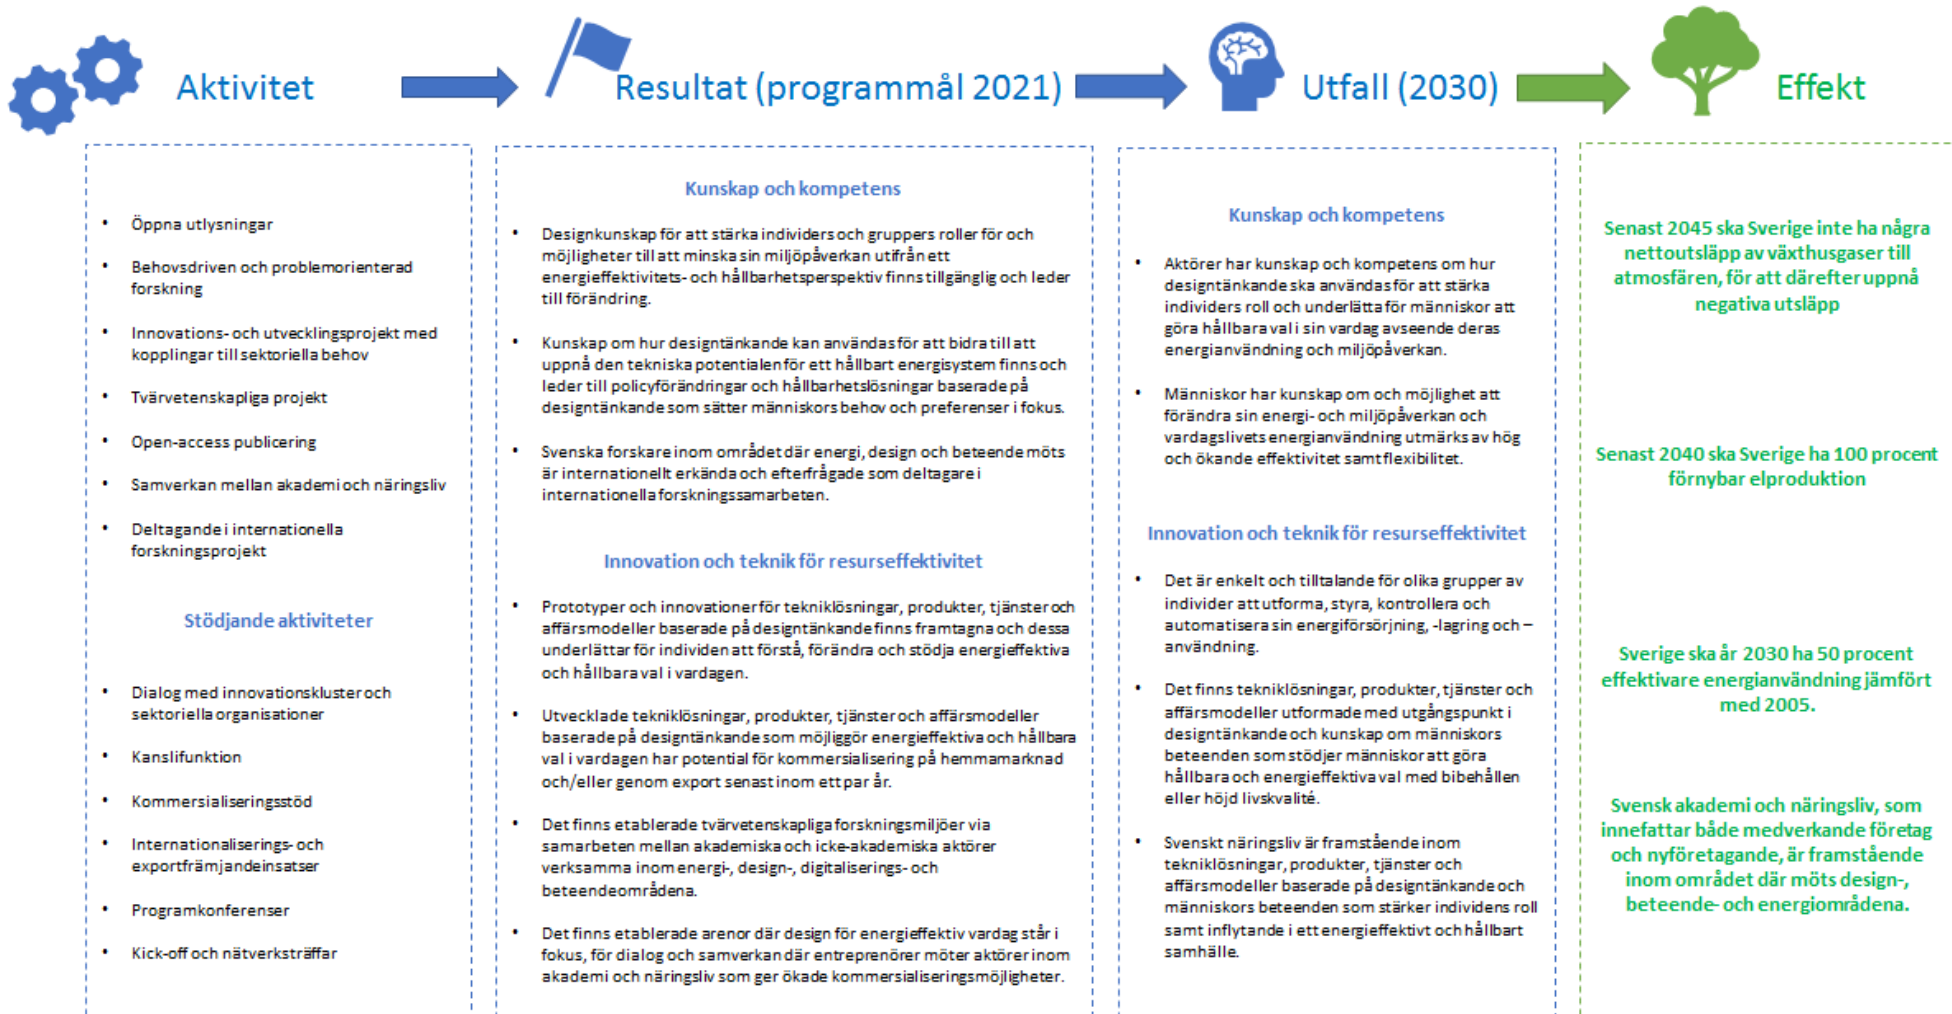 Aktivitet
Resultat (programmål 2021)
Utfall (2030)
Effekt
• Öppna utlysningar
• Behovsdriven och problemorienterad
forskning
• Innovations- och utvecklingsprojekt med
kopplingar till sektoriella behov
• Tvärvetenskapliga projekt
• Open-access publicering
• Samverkan mellan akademi och näringsliv
• Deltagande i internationella
forskningsprojekt
Stödjande aktiviteter
• Dialog med innovationskluster och
sektoriella organisationer
• Kanslifunktion
• Kommersialiseringsstöd
• Internationaliserings- och
exportfrämjandeinsatser
• Programkonferenser
• Kick-off och nätverksträffar
Kunskap och kompetens
• Designkunskap för att stärka individers och gruppers roller för och
möjligheter till att minska sin miljöpåverkan utifrån ett
energieffektivitets- och hållbarhetsperspektiv finns tillgänglig och leder
till förändring.
• Kunskap om hur designtänkande kan användas för att bidra till att
uppnå den tekniska potentialen för ett hållbart energisystem finns och
leder till policyförändringar och hållbarhetslösningar baserade på
designtänkande som sätter människors behov och preferenser i fokus.
• Svenska forskare inom området där energi, design och beteende möts
är internationellt erkända och efterfrågade som deltagare i
internationella forskningssamarbeten.
Innovation och teknik för resurseffektivitet
• Prototyper och innovationer för tekniklösningar, produkter, tjänster och
affärsmodeller baserade på designtänkande finns framtagna och dessa
underlättar för individen att förstå, förändra och stödja energieffektiva
och hållbara val i vardagen.
• Utvecklade tekniklösningar, produkter, tjänster och affärsmodeller
baserade på designtänkande som möjliggör energieffektiva och hållbara
val i vardagen har potential för kommersialisering på hemmamarknad
och/eller genom export senast inom ett par år.
• Det finns etablerade tvärvetenskapliga forskningsmiljöer via
samarbeten mellan akademiska och icke-akademiska aktörer
verksamma inom energi-, design-, digitaliserings- och
beteendeområdena.
• Det finns etablerade arenor där design för energieffektiv vardag står i
fokus, för dialog och samverkan där entreprenörer möter aktörer inom
akademi och näringsliv som ger ökade kommersialiseringsmöjligheter.
Kunskap och kompetens
• Aktörer har kunskap och kompetens om hur
designtänkande ska användas för att stärka
individers roll och underlätta för människor att
göra hållbara val i sin vardag avseende deras
energianvändning och miljöpåverkan.
• Människor har kunskap om och möjlighet att
förändra sin energi- och miljöpåverkan och
vardagslivets energianvändning utmärks av hög
och ökande effektivitet samt flexibilitet.
Innovation och teknik för resurseffektivitet
• Det är enkelt och tilltalande för olika grupper av
individer att utforma, styra, kontrollera och
automatisera sin energiförsörjning, -lagring och –
användning.
• Det finns tekniklösningar, produkter, tjänster och
affärsmodeller utformade med utgångspunkt i
designtänkande och kunskap om människors
beteenden som stödjer människor att göra
hållbara och energieffektiva val med bibehållen
eller höjd livskvalité.
• Svenskt näringsliv är framstående inom
tekniklösningar, produkter, tjänster och
affärsmodeller baserade på designtänkande och
människors beteenden som stärker individens roll
samt inflytande i ett energieffektivt och hållbart
samhälle.
Senast 2045 ska Sverige inte ha några
nettoutsläpp av växthusgaser till
atmosfären, för att därefter uppnå
negativa utsläpp
Senast 2040 ska Sverige ha 100 procent
förnybar elproduktion
Sverige ska år 2030 ha 50 procent
effektivare energianvändning jämfört
med 2005.
Svensk akademi och näringsliv, som
innefattar både medverkande företag
och nyföretagande, är framstående
inom området där möts design-,
beteende- och energiområdena.